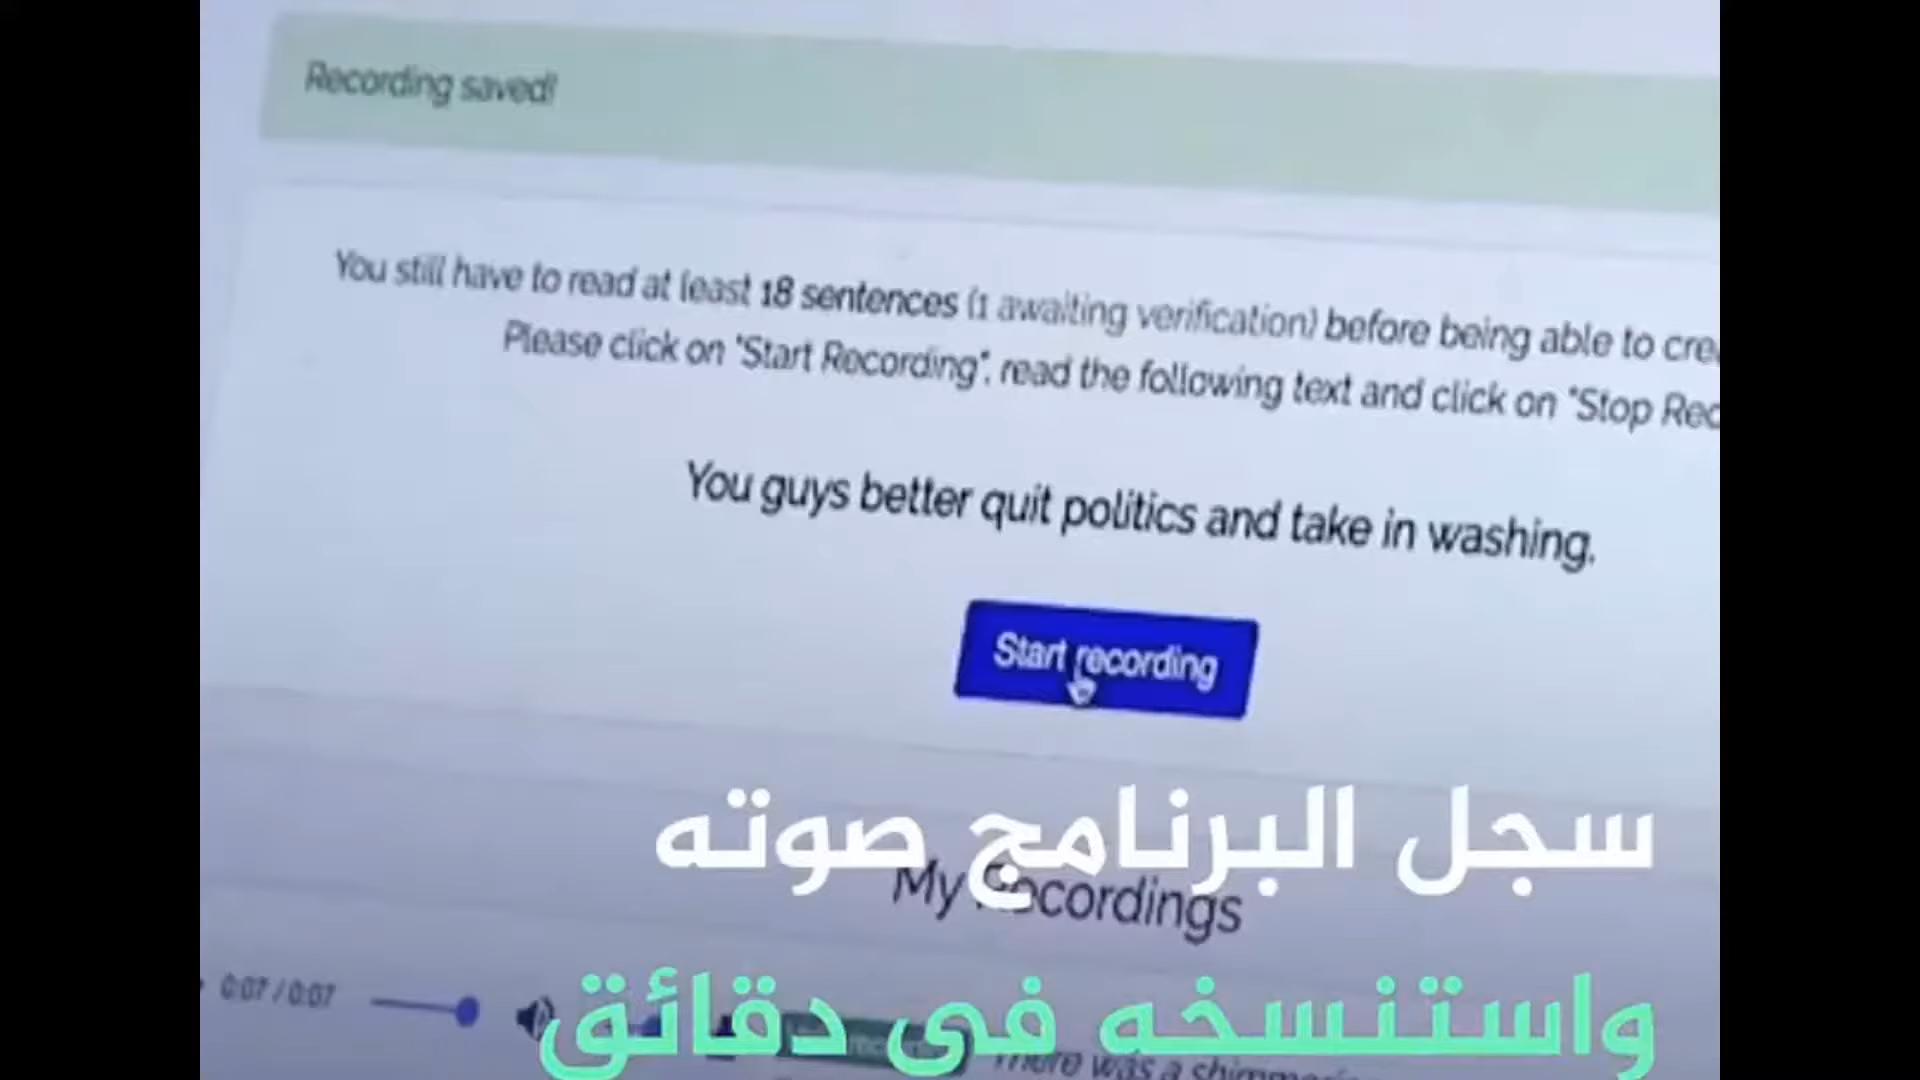 Recording saved!
You still have to read at least 18 sentences (1 awaiting verification) before being able to
Please click on "Start Recording", read the following text and click on "Stop
You guys better quit politics and take in washing.
Start recording
سجل البرنامج صوته
My Recordings
واستنسخه فى دقائق
0:07 / 0:07
There was a